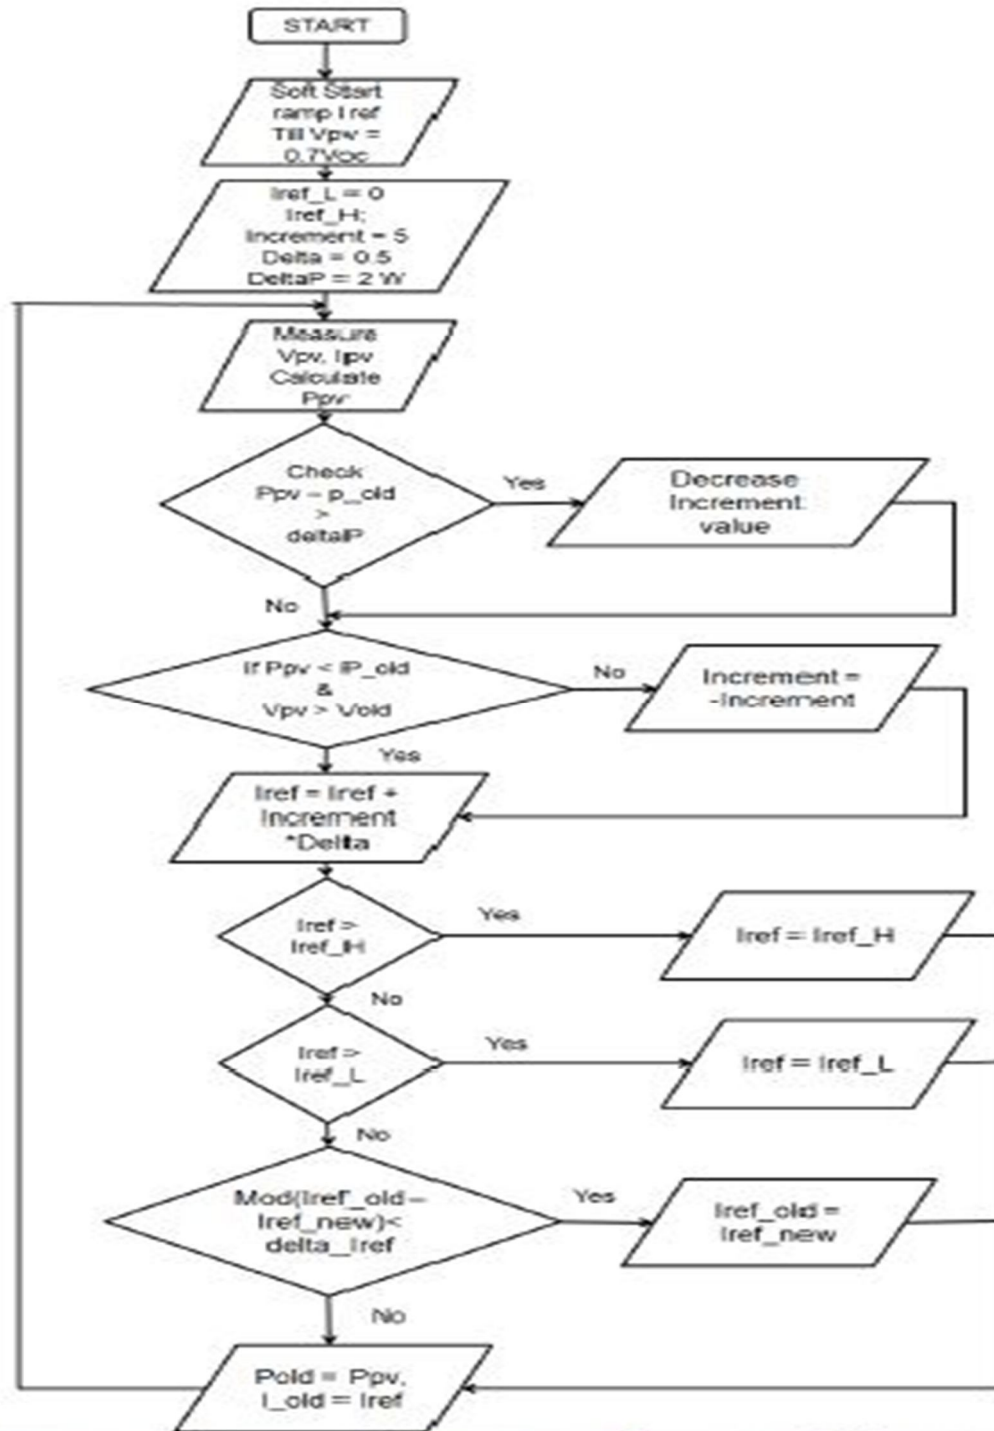 START
Soft Start
ramp Iref
Till Vpv =
0.7Voc
Iref_L = 0
Iref_H;
Increment = 5
Delta = 0.5
DeltaP = 2 W
Measure
Vpv, Ipv
Calculate
Ppv
Check
Ppv – p_old
>
deltaP
Yes
Decrease
Increment
value
No
If Ppv < P_old
&
Vpv > Vold
No
Increment =
-Increment
Yes
Iref = Iref +
Increment
*Delta
Iref >
Iref_H
Yes
Iref = Iref_H
No
Iref >
Iref_L
Yes
Iref = Iref_L
No
Mod(Iref_old –
Iref_new)<
delta_Iref
Yes
Iref_old =
Iref_new
No
Pold = Ppv,
I_old = Iref